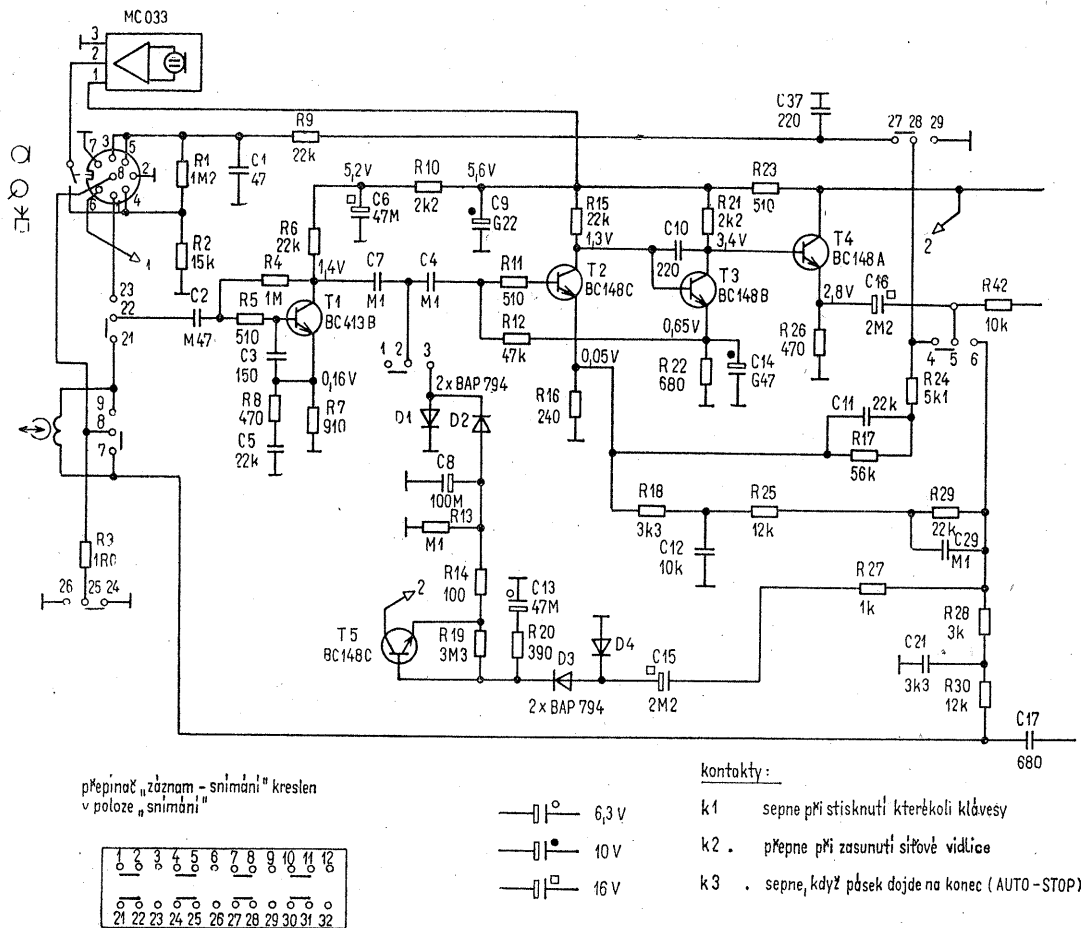 MC033
3
2
1
7
3
5
8
2
6
1
4
R1
1M2
C1
47
R9
22k
C37
220
27 28 29
R2
15k
1
5,2V
R10
2k2
5,6V
C6
47M
C9
G22
R15
22k
R21
2k2
R23
510
R6
22k
1,4V
R4
1M
C7
M1
C4
M1
R11
510
1,3V
C10
220
3,4V
T2
BC148C
T3
BC148B
T4
BC148A
2
2,8V
C16
2M2
R42
10k
23
22
21
C2
M47
R5
510
T1
BC413B
C3
150
0,16V
R8
470
R7
910
C5
22k
1 2 3
R12
47k
0,65V
0,05V
R16
240
R22
680
C14
G47
R26
470
4 5 6
R24
5k1
C11
22k
R17
56k
9
8
7
2x BAP 794
D1
D2
C8
100M
R13
M1
R18
3k3
R25
12k
R29
22k
C29
M1
C12
10k
R3
1R0
26 25 24
R14
100
C13
47M
2
T5
BC148C
R19
3M3
R20
390
D3
D4
2x BAP 794
C15
2M2
R27
1k
R28
3k
C21
3k3
R30
12k
C17
680
přepínač „záznam – snímání" kreslen
v poloze „snímání"
1 2 3 4 5 6 7 8 9 10 11 12
21 22 23 24 25 26 27 28 29 30 31 32
6,3 V
10 V
16 V
kontakty:
k1 sepne při stisknutí kterékoli klávesy
k2 . přepne při zasunutí síťové vidlice
k3 . sepne, když pásek dojde na konec (AUTO-STOP)